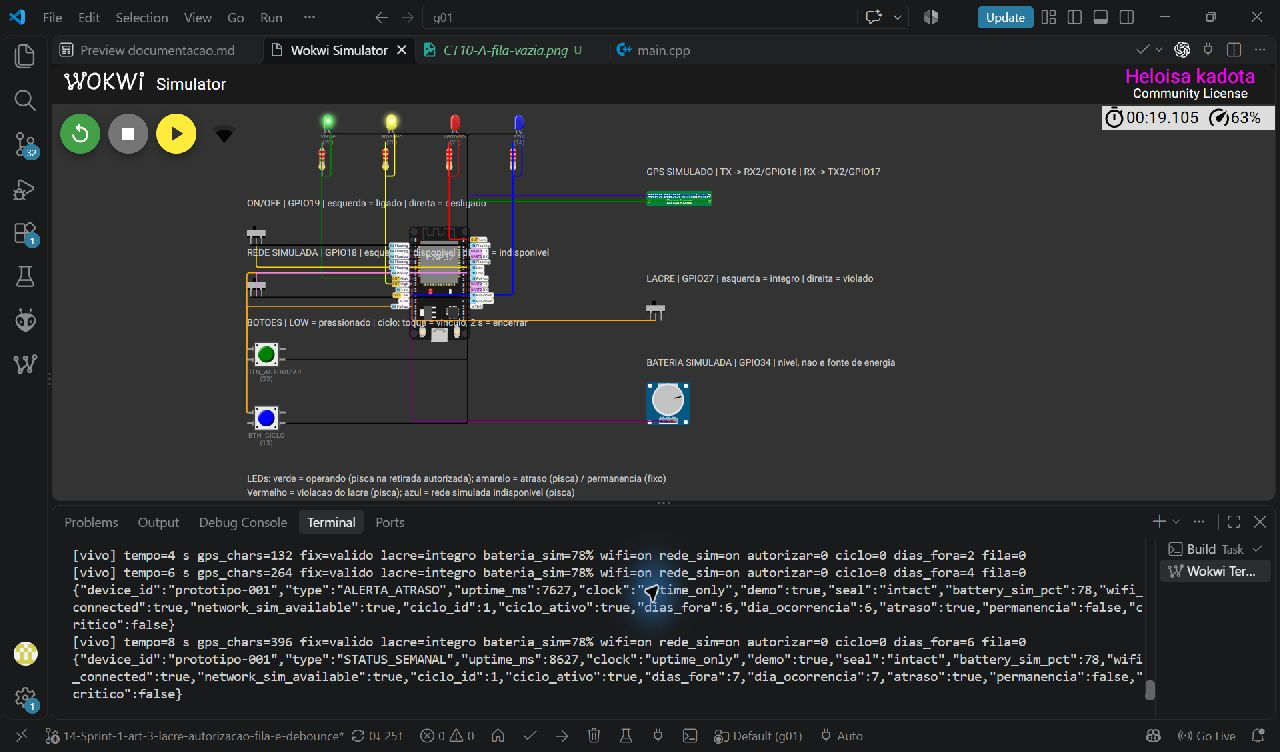 File Edit Selection View Go Run ··· g01 Update
Preview documentacao.md Wokwi Simulator CT10-A-fila-vazia.png U main.cpp
WOKWI Simulator
Heloisa kadota
Community License
00:19.105 63%
GPS SIMULADO | TX -> RX2/GPIO16 | RX -> TX2/GPIO17
ON/OFF | GPIO19 | esquerda = ligado | direita = desligado
REDE SIMULADA | GPIO18 | = indisponivel
LACRE | GPIO27 | esquerda = integro | direita = violado
BOTOES | LOW = pressionado | ciclo: toque = vinculo, 2 s = encerrar
BATERIA SIMULADA | GPIO34 | nivel, nao e fonte de energia
BTN_AUTORIZAR
(33)
BTN_CICLO
(13)
LEDs: verde = operando (pisca na retirada autorizada); amarelo = atraso (pisca) / permanencia (fixo)
Vermelho = violacao do lacre (pisca); azul = rede simulada indisponivel (pisca)
Problems Output Debug Console Terminal Ports
Build Task
Wokwi Ter...
[vivo] tempo=4 s gps_chars=132 fix=valido lacre=integro bateria_sim=78% wifi=on rede_sim=on autorizar=0 ciclo=0 dias_fora=2 fila=0
[vivo] tempo=6 s gps_chars=264 fix=valido lacre=integro bateria_sim=78% wifi=on rede_sim=on autorizar=0 ciclo=0 dias_fora=4 fila=0
{"device_id":"prototipo-001","type":"ALERTA_ATRASO","uptime_ms":7627,"clock":"uptime_only","demo":true,"seal":"intact","battery_sim_pct":78,"wifi_
connected":true,"network_sim_available":true,"ciclo_id":1,"ciclo_ativo":true,"dias_fora":6,"dia_ocorrencia":6,"atraso":true,"permanencia":false,"c
ritico":false}
[vivo] tempo=8 s gps_chars=396 fix=valido lacre=integro bateria_sim=78% wifi=on rede_sim=on autorizar=0 ciclo=0 dias_fora=6 fila=0
{"device_id":"prototipo-001","type":"STATUS_SEMANAL","uptime_ms":8627,"clock":"uptime_only","demo":true,"seal":"intact","battery_sim_pct":78,"wifi
_connected":true,"network_sim_available":true,"ciclo_id":1,"ciclo_ativo":true,"dias_fora":7,"dia_ocorrencia":7,"atraso":true,"permanencia":false,"
critico":false}
32
1
1
14-Sprint-1-art-3-lacre-autorizacao-fila-e-debounce* 0↓ 25↑ 0 0 Default (g01) Auto Go Live